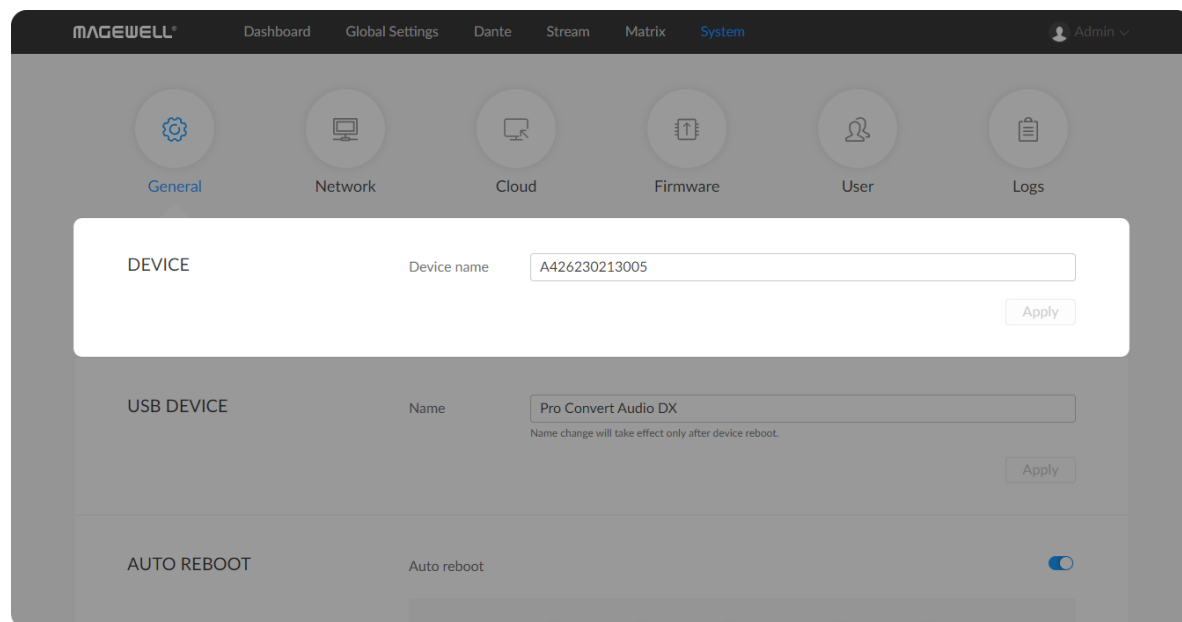 MAGEWELL® Dashboard Global Settings Dante Stream Matrix System Admin
General Network Cloud Firmware User Logs
DEVICE Device name A426230213005
Apply
USB DEVICE Name Pro Convert Audio DX
Name change will take effect only after device reboot.
Apply
AUTO REBOOT Auto reboot